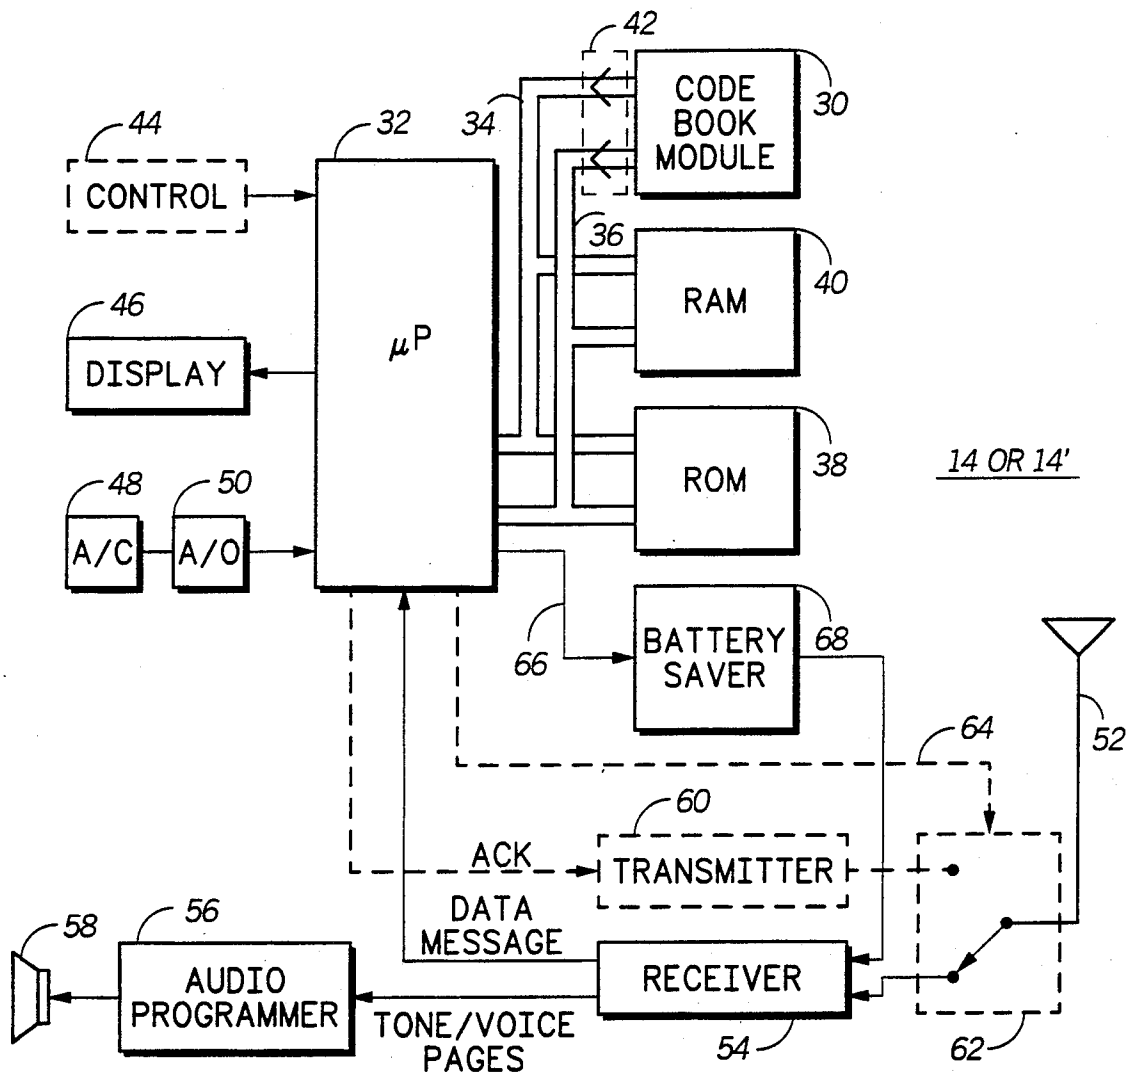 42
CODE
BOOK
MODULE
30
34
44
32
CONTROL
36
RAM
40
46
DISPLAY
μP
ROM
38
14 OR 14'
48
50
A/C
A/O
BATTERY
SAVER
68
66
64
52
60
ACK
TRANSMITTER
DATA
MESSAGE
58
56
AUDIO
PROGRAMMER
RECEIVER
TONE/VOICE
PAGES
54
62